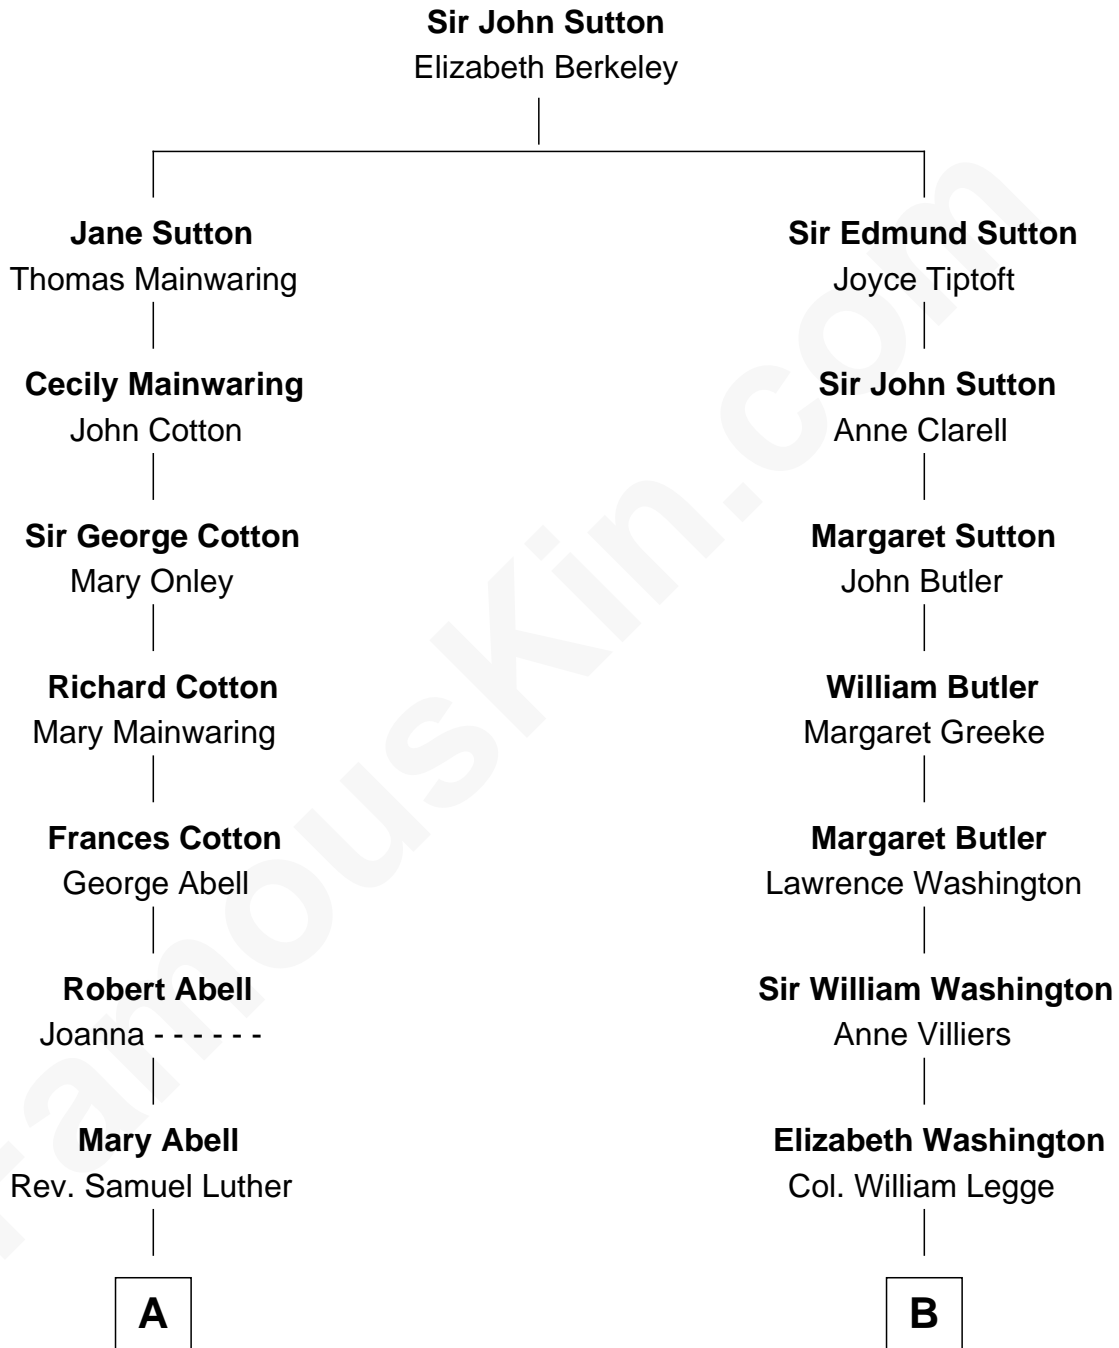 Sir John Sutton
Elizabeth Berkeley
Jane Sutton
Thomas Mainwaring
Sir Edmund Sutton
Joyce Tiptoft
Cecily Mainwaring
John Cotton
Sir John Sutton
Anne Clarell
Sir George Cotton
Mary Onley
Margaret Sutton
John Butler
Richard Cotton
Mary Mainwaring
William Butler
Margaret Greeke
Frances Cotton
George Abell
Margaret Butler
Lawrence Washington
Robert Abell
Joanna - - - - - -
Sir William Washington
Anne Villiers
Mary Abell
Rev. Samuel Luther
Elizabeth Washington
Col. William Legge
A
B
FamousKin.com